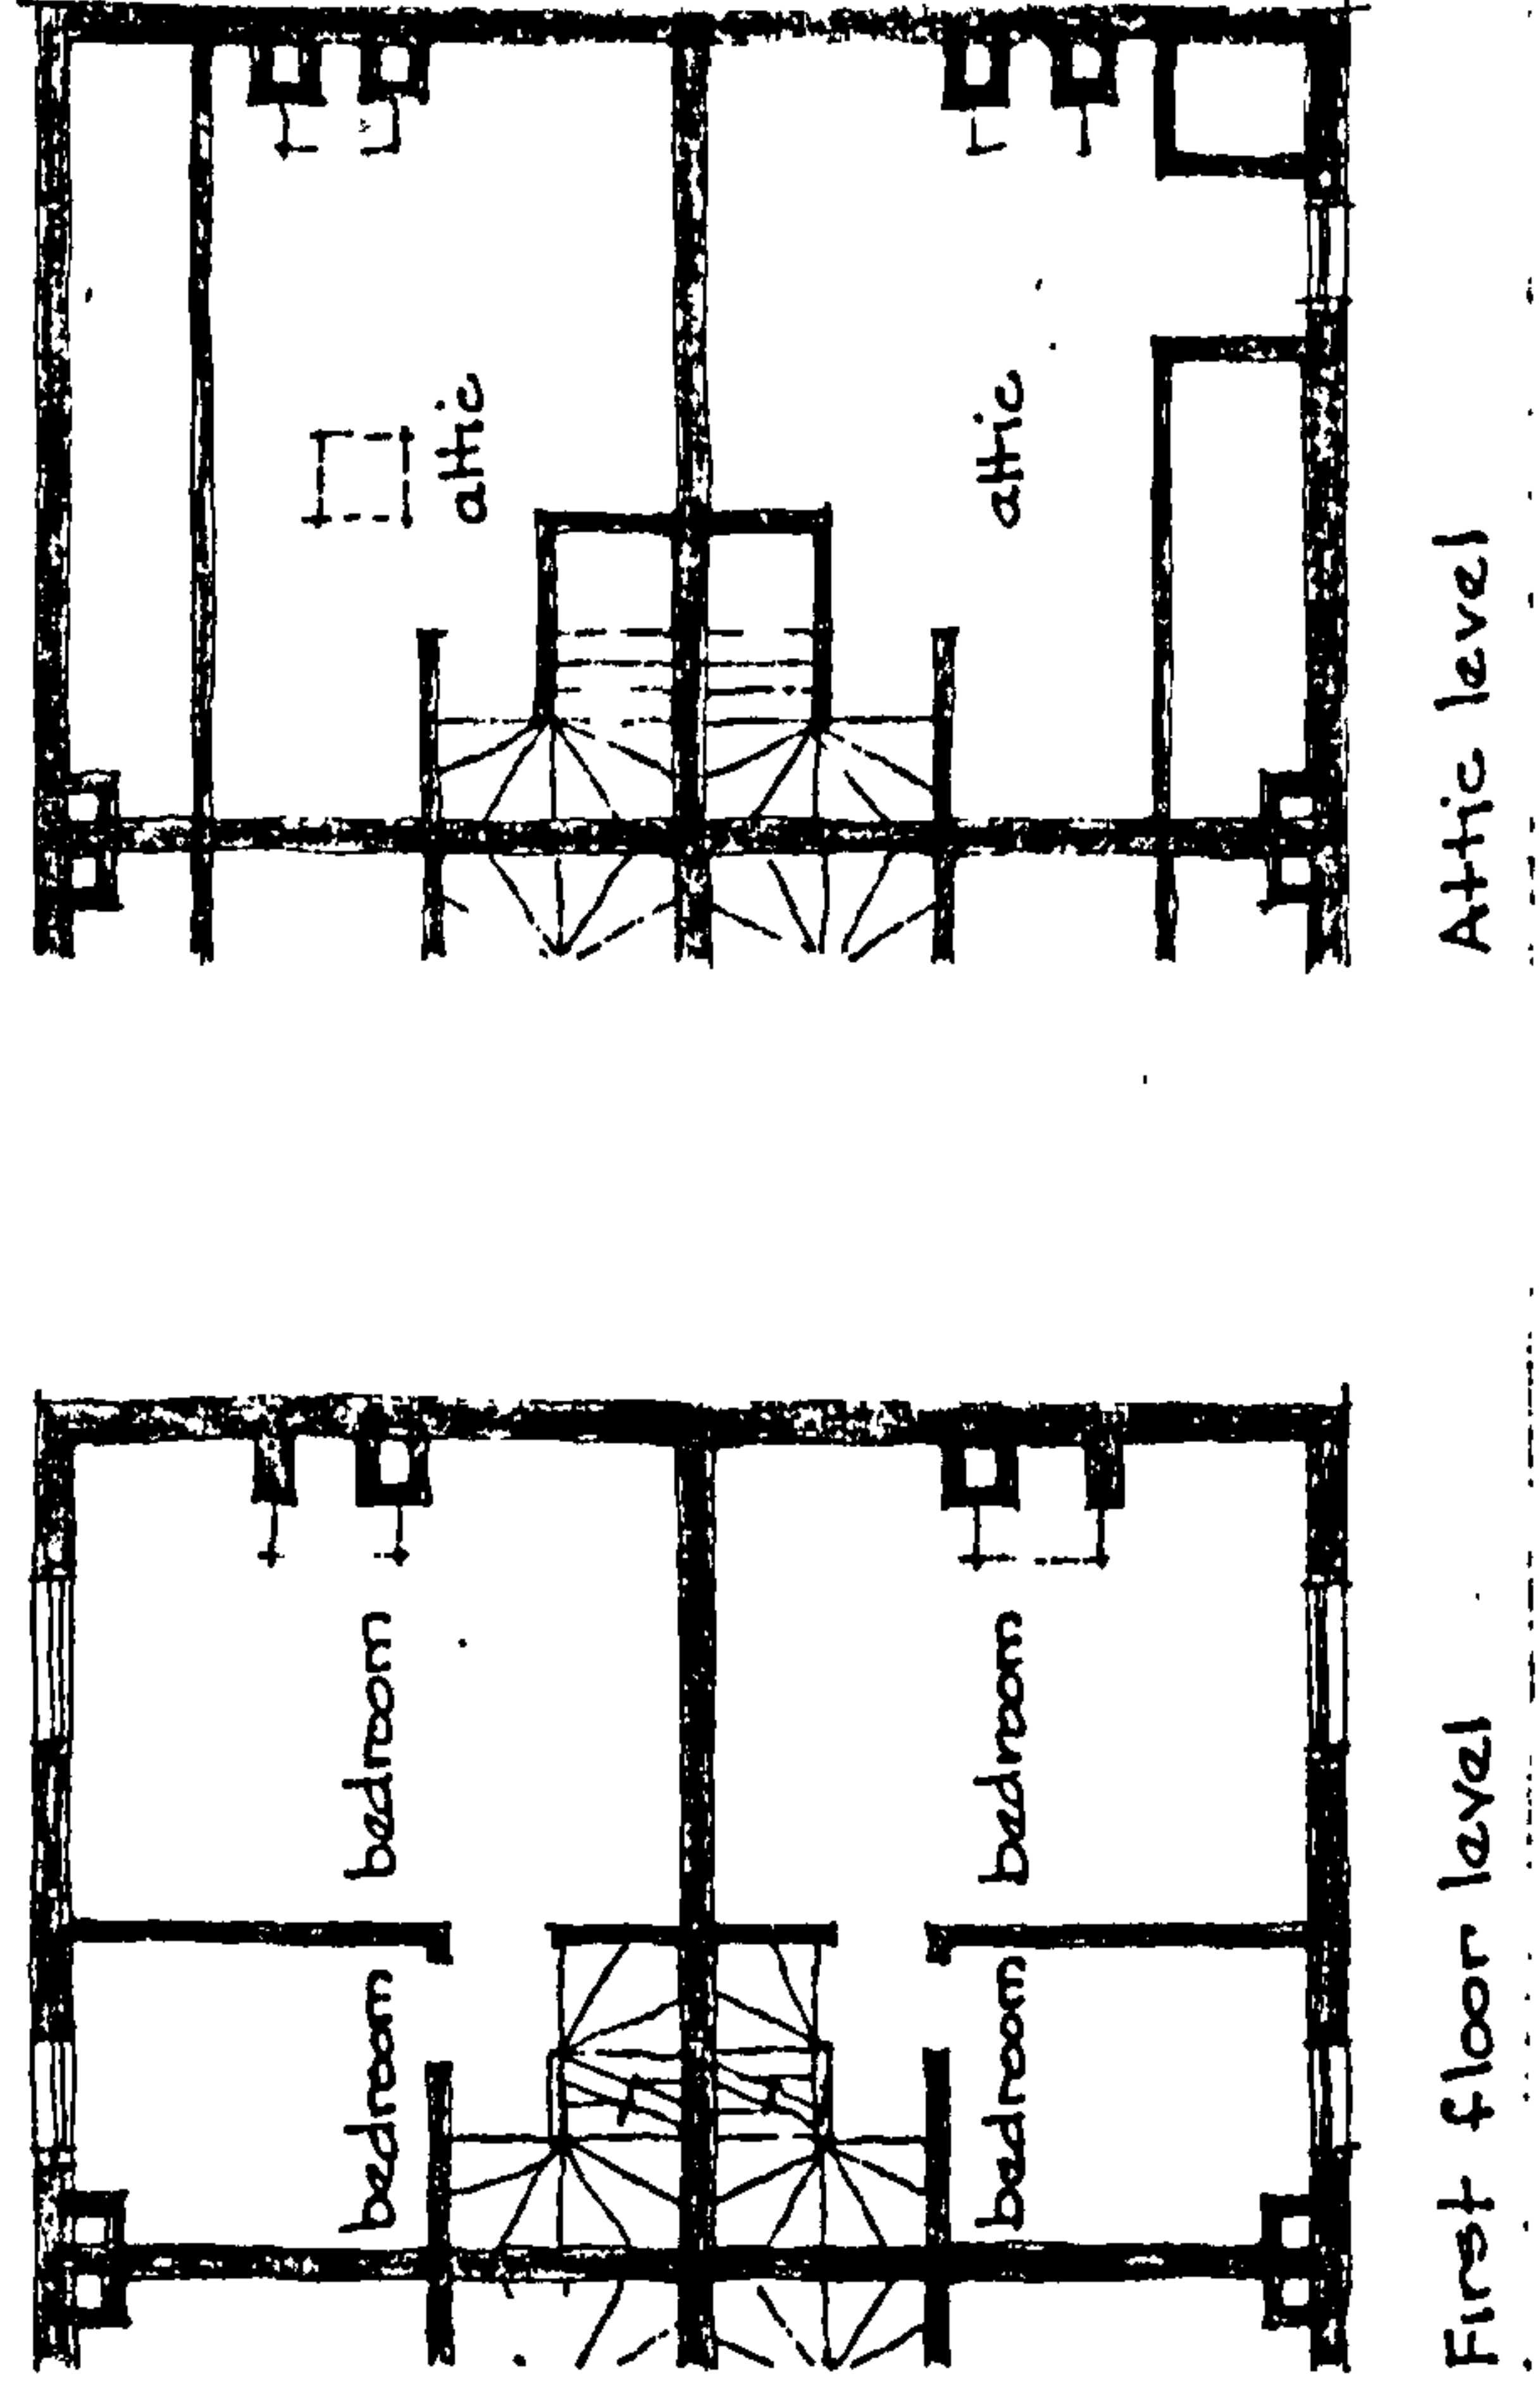 bedroom bedroom
bedroom bedroom
First floor level
attic
attic
Attic level